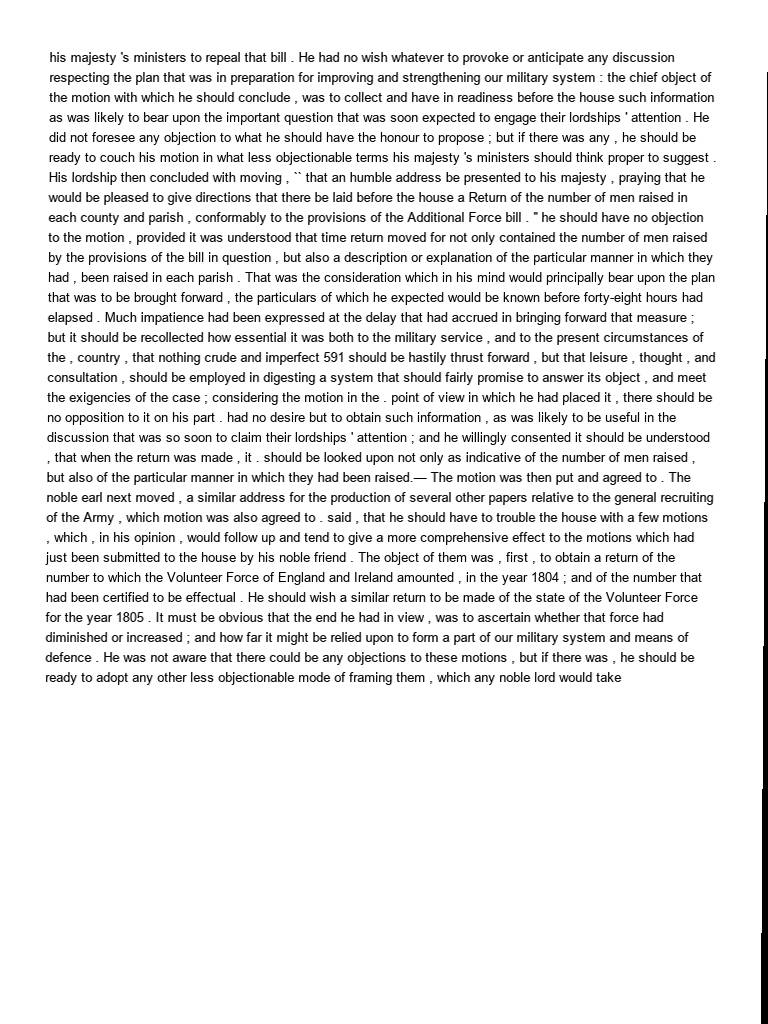 his majesty 's ministers to repeal that bill . He had no wish whatever to provoke or anticipate any discussion
respecting the plan that was in preparation for improving and strengthening our military system : the chief object of
the motion with which he should conclude , was to collect and have in readiness before the house such information
as was likely to bear upon the important question that was soon expected to engage their lordships ' attention . He
did not foresee any objection to what he should have the honour to propose ; but if there was any , he should be
ready to couch his motion in what less objectionable terms his majesty 's ministers should think proper to suggest .
His lordship then concluded with moving , `` that an humble address be presented to his majesty , praying that he
would be pleased to give directions that there be laid before the house a Return of the number of men raised in
each county and parish , conformably to the provisions of the Additional Force bill . " he should have no objection
to the motion , provided it was understood that time return moved for not only contained the number of men raised
by the provisions of the bill in question , but also a description or explanation of the particular manner in which they
had , been raised in each parish . That was the consideration which in his mind would principally bear upon the plan
that was to be brought forward , the particulars of which he expected would be known before forty-eight hours had
elapsed . Much impatience had been expressed at the delay that had accrued in bringing forward that measure ;
but it should be recollected how essential it was both to the military service , and to the present circumstances of
the , country , that nothing crude and imperfect 591 should be hastily thrust forward , but that leisure , thought , and
consultation , should be employed in digesting a system that should fairly promise to answer its object , and meet
the exigencies of the case ; considering the motion in the . point of view in which he had placed it , there should be
no opposition to it on his part . had no desire but to obtain such information , as was likely to be useful in the
discussion that was so soon to claim their lordships ' attention ; and he willingly consented it should be understood
, that when the return was made , it . should be looked upon not only as indicative of the number of men raised ,
but also of the particular manner in which they had been raised.— The motion was then put and agreed to . The
noble earl next moved , a similar address for the production of several other papers relative to the general recruiting
of the Army , which motion was also agreed to . said , that he should have to trouble the house with a few motions
, which , in his opinion , would follow up and tend to give a more comprehensive effect to the motions which had
just been submitted to the house by his noble friend . The object of them was , first , to obtain a return of the
number to which the Volunteer Force of England and Ireland amounted , in the year 1804 ; and of the number that
had been certified to be effectual . He should wish a similar return to be made of the state of the Volunteer Force
for the year 1805 . It must be obvious that the end he had in view , was to ascertain whether that force had
diminished or increased ; and how far it might be relied upon to form a part of our military system and means of
defence . He was not aware that there could be any objections to these motions , but if there was , he should be
ready to adopt any other less objectionable mode of framing them , which any noble lord would take